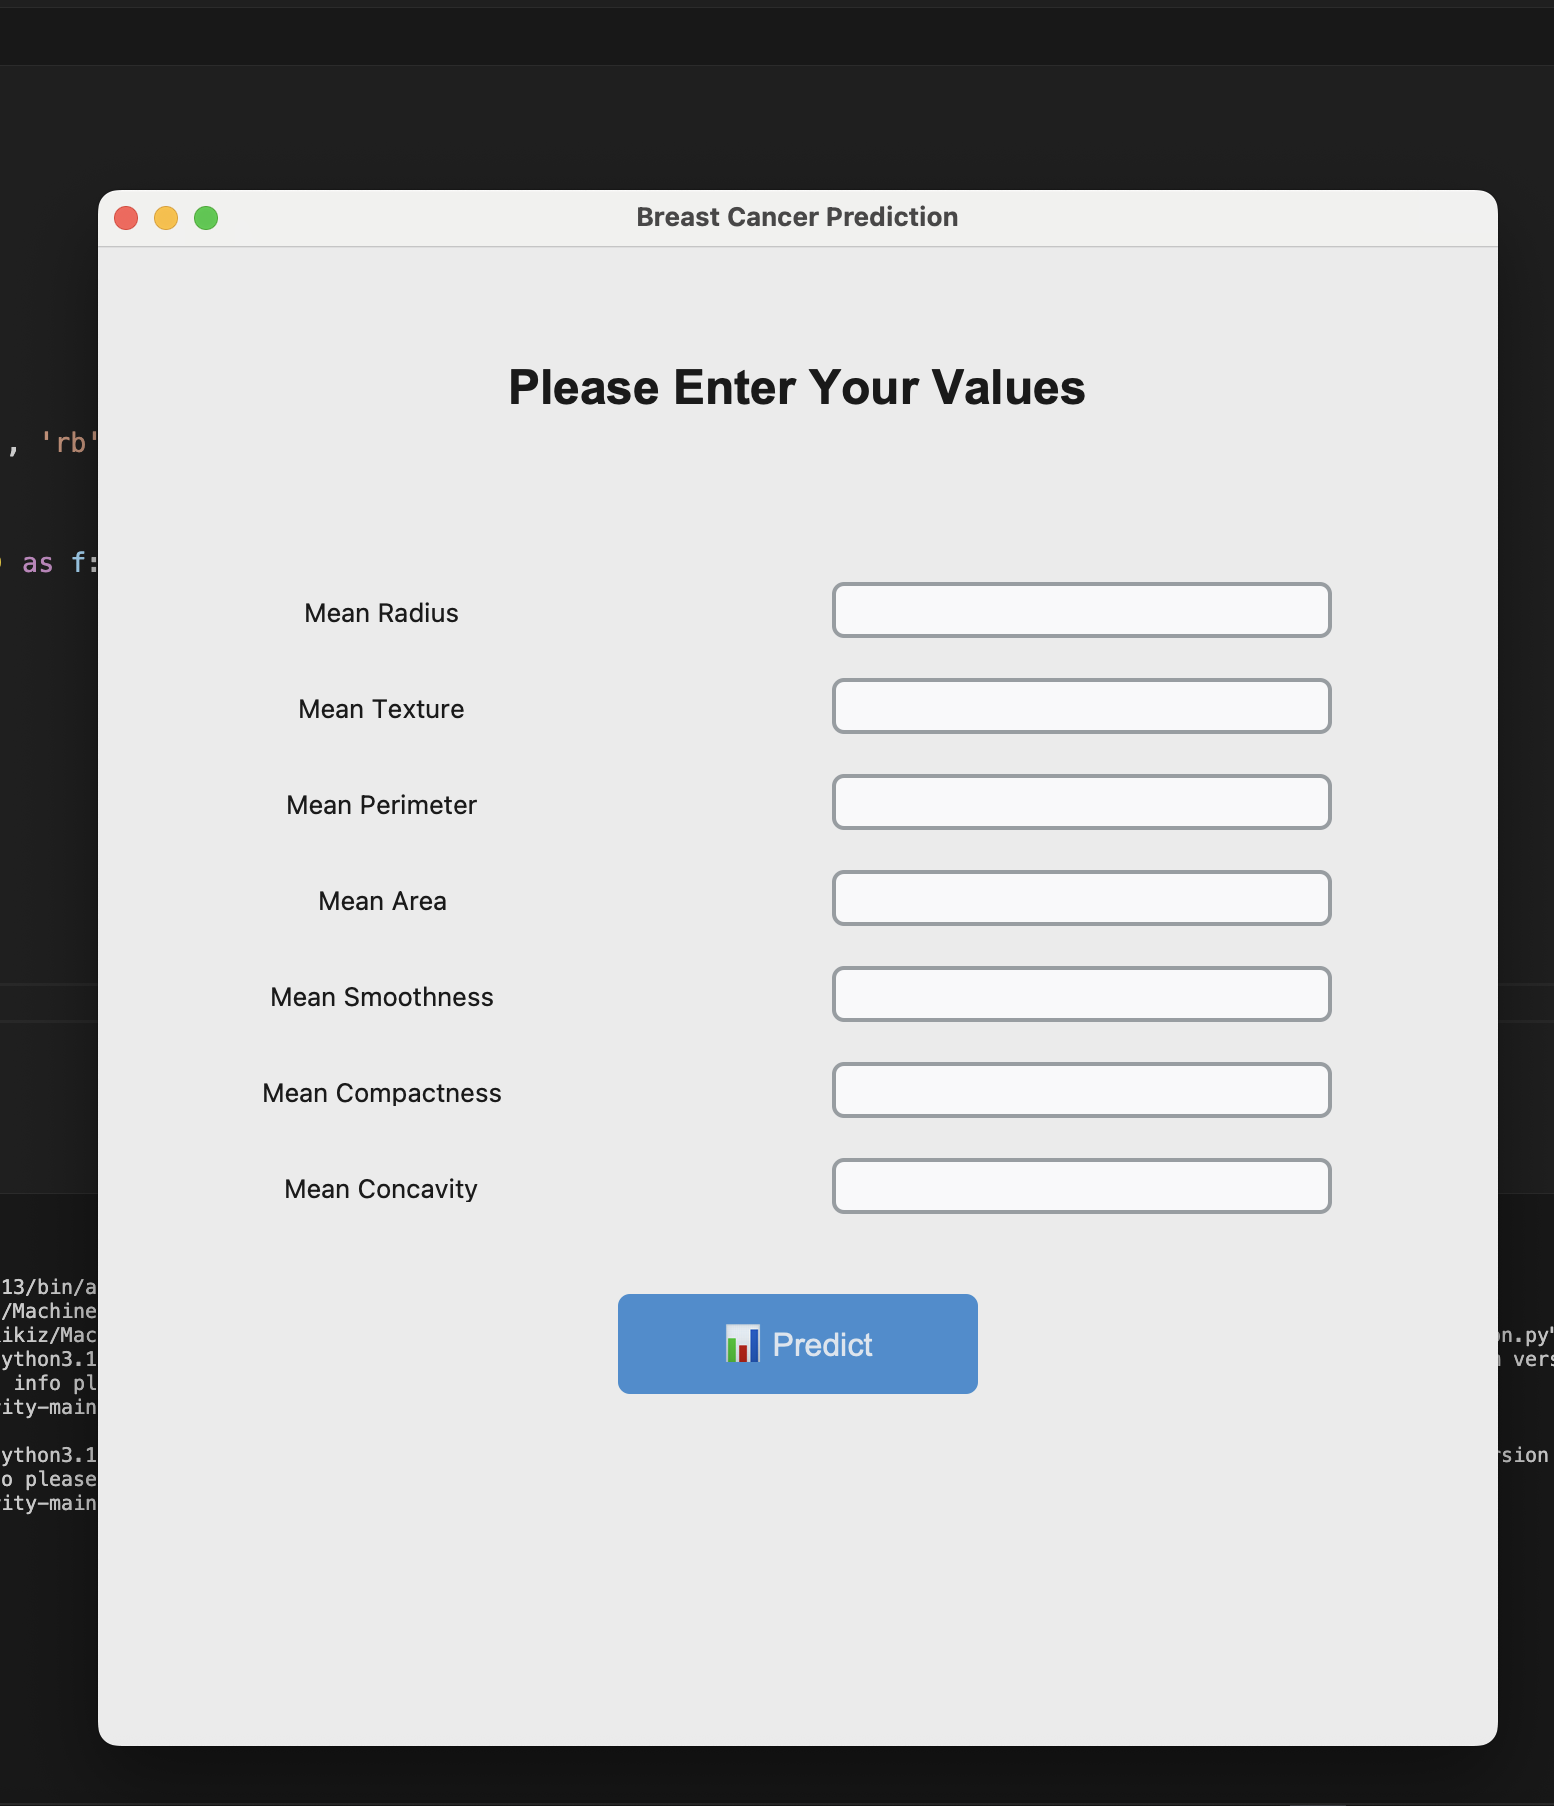 Breast Cancer Prediction
Please Enter Your Values
, 'rb'
as f:
Mean Radius
Mean Texture
Mean Perimeter
Mean Area
Mean Smoothness
Mean Compactness
Mean Concavity
13/bin/a
/Machine
ikiz/Mac
n.py"
ython3.1
vers
info pl
ity-main
Predict
ython3.1
sion
o please
ity-main